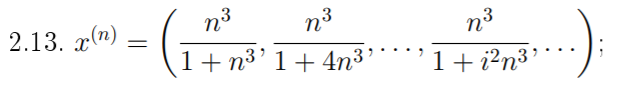 2.13. $x^{(n)} = \left( \frac{n^3}{1+n^3}, \frac{n^3}{1+4n^3}, \ldots, \frac{n^3}{1+i^2n^3}, \ldots \right);$